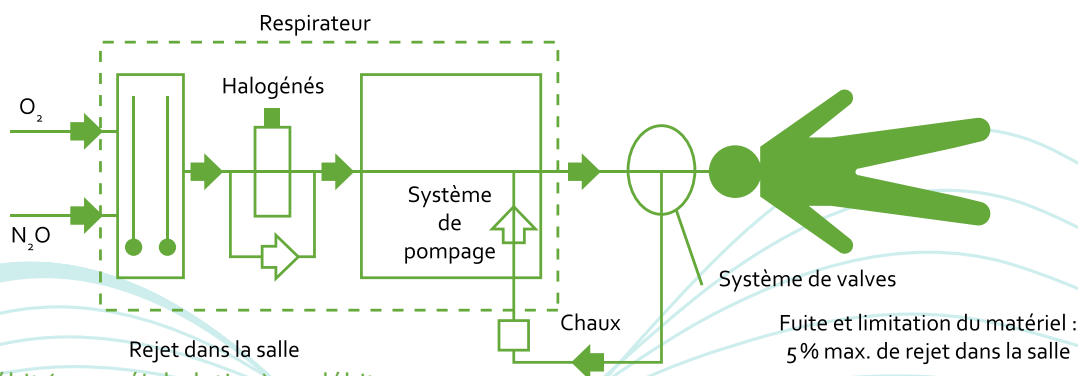 Respirateur
Halogénés
O₂
N₂O
Système
de
pompage
Système de valves
Chaux
Fuite et limitation du matériel :
5 % max. de rejet dans la salle
Rejet dans la salle